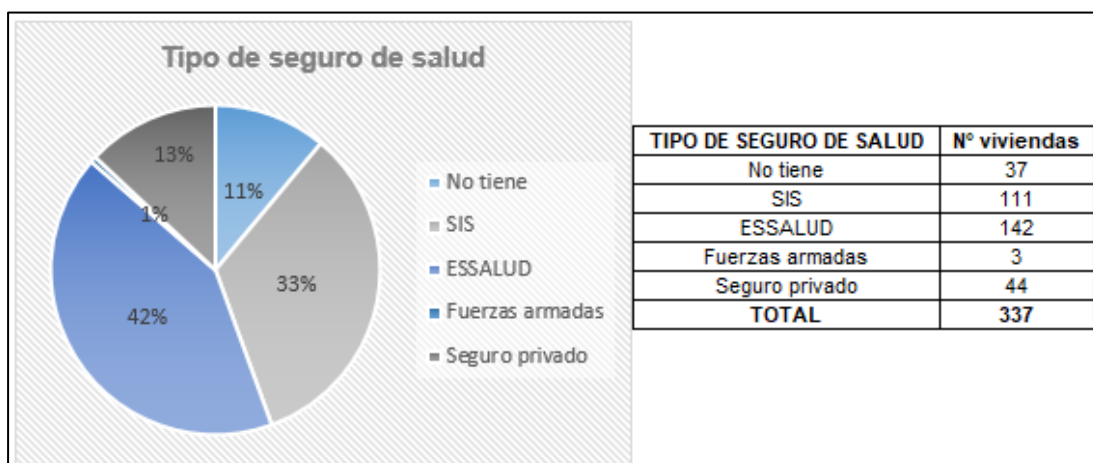 Tipo de seguro de salud
13%
11%
1%
33%
42%
No tiene
SIS
ESSALUD
Fuerzas armadas
Seguro privado
TIPO DE SEGURO DE SALUD Nº viviendas
No tiene 37
SIS 111
ESSALUD 142
Fuerzas armadas 3
Seguro privado 44
TOTAL 337